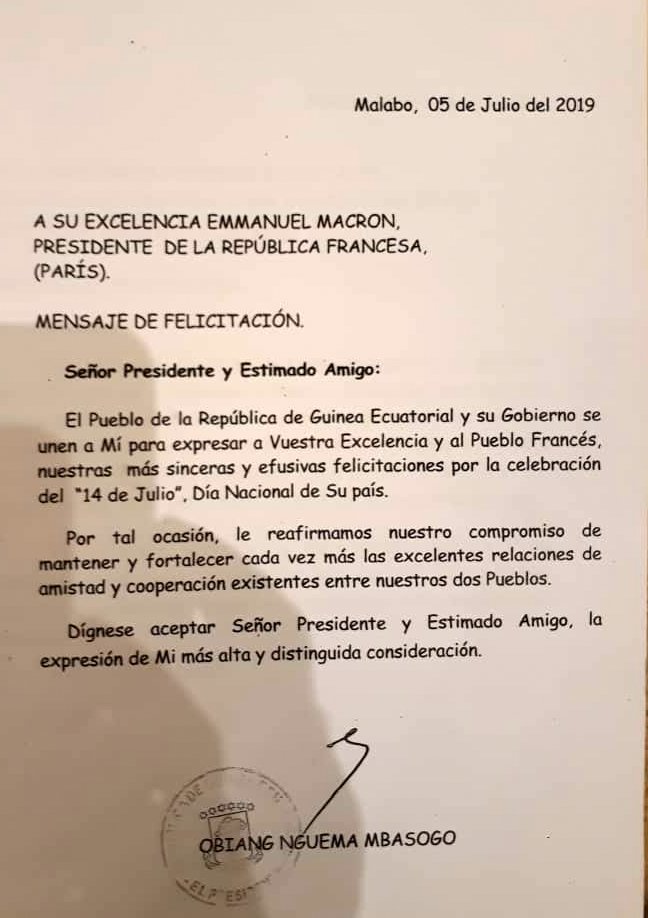 Malabo, 05 de Julio del 2019
A SU EXCELENCIA EMMANUEL MACRON,
PRESIDENTE DE LA REPÚBLICA FRANCESA,
(PARÍS).
MENSAJE DE FELICITACIÓN.
Señor Presidente y Estimado Amigo:
El Pueblo de la República de Guinea Ecuatorial y su Gobierno se
unen a Mí para expresar a Vuestra Excelencia y al Pueblo Francés,
nuestras más sinceras y efusivas felicitaciones por la celebración
del "14 de Julio", Día Nacional de Su país.
Por tal ocasión, le reafirmamos nuestro compromiso de
mantener y fortalecer cada vez más las excelentes relaciones de
amistad y cooperación existentes entre nuestros dos Pueblos.
Dígnese aceptar Señor Presidente y Estimado Amigo, la
expresión de Mi más alta y distinguida consideración.
OBIANG NGUEMA MBASOGO